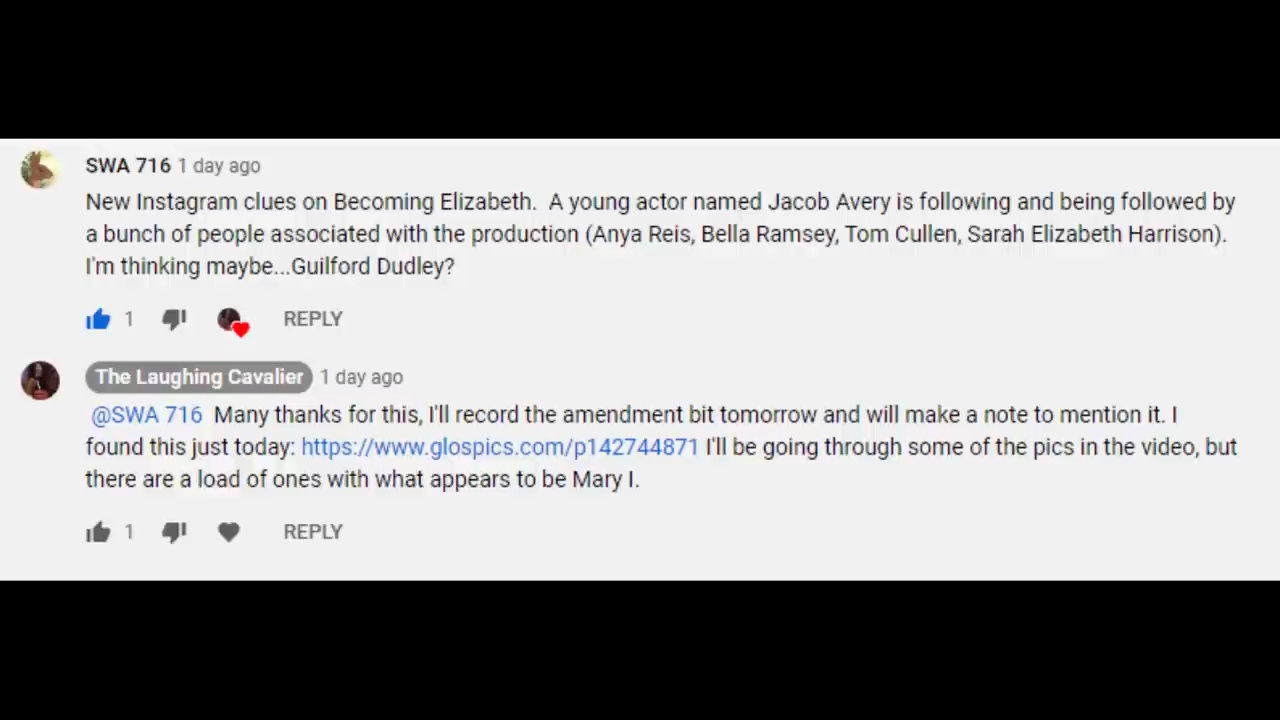 SWA 716 1 day ago
New Instagram clues on Becoming Elizabeth. A young actor named Jacob Avery is following and being followed by
a bunch of people associated with the production (Anya Reis, Bella Ramsey, Tom Cullen, Sarah Elizabeth Harrison).
I'm thinking maybe...Guilford Dudley?
1 REPLY
The Laughing Cavalier 1 day ago
@SWA 716 Many thanks for this, I'll record the amendment bit tomorrow and will make a note to mention it. I
found this just today: https://www.glospics.com/p142744871 I'll be going through some of the pics in the video, but
there are a load of ones with what appears to be Mary I.
1 REPLY